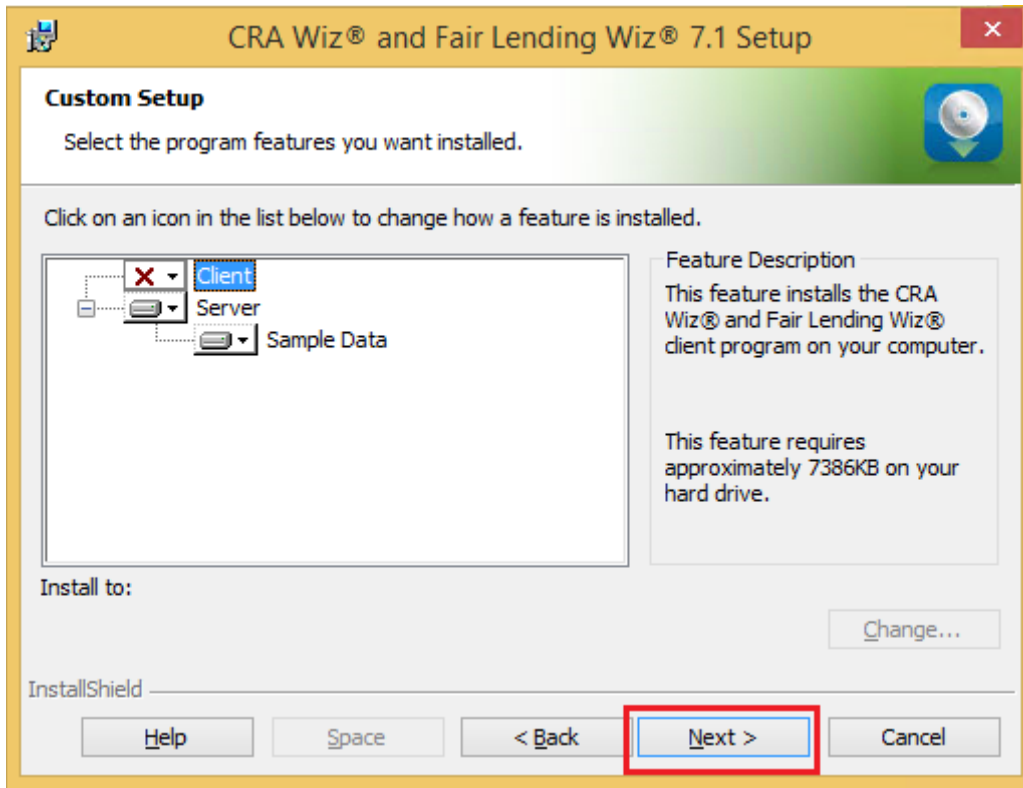 CRA Wiz® and Fair Lending Wiz® 7.1 Setup
Custom Setup
Select the program features you want installed.
Click on an icon in the list below to change how a feature is installed.
Client
Server
Sample Data
Feature Description
This feature installs the CRA
Wiz® and Fair Lending Wiz®
client program on your computer.
This feature requires
approximately 7386KB on your
hard drive.
Install to:
Change...
InstallShield
Help
Space
< Back
Next >
Cancel